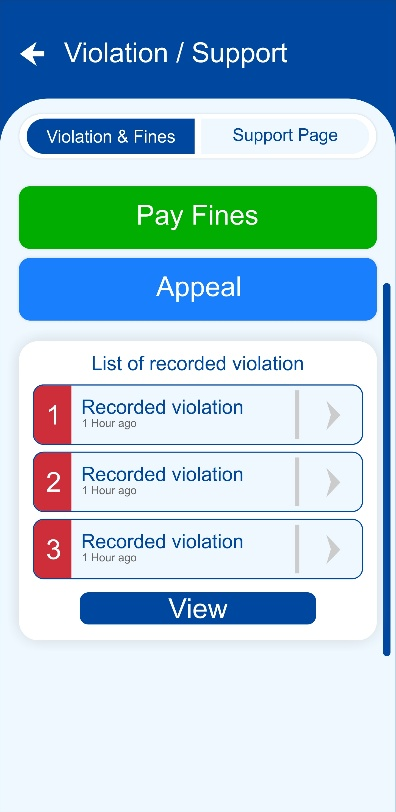 Violation / Support
Violation & Fines
Support Page
Pay Fines
Appeal
List of recorded violation
1
Recorded violation
1 Hour ago
2
Recorded violation
1 Hour ago
3
Recorded violation
1 Hour ago
View